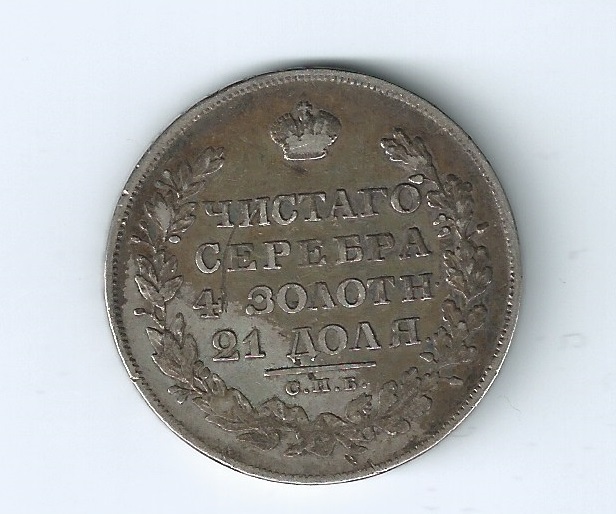 ЧИСТАГО
СЕРЕБРА
4 ЗОЛОТН
21 ДОЛЯ
С.П.Б.